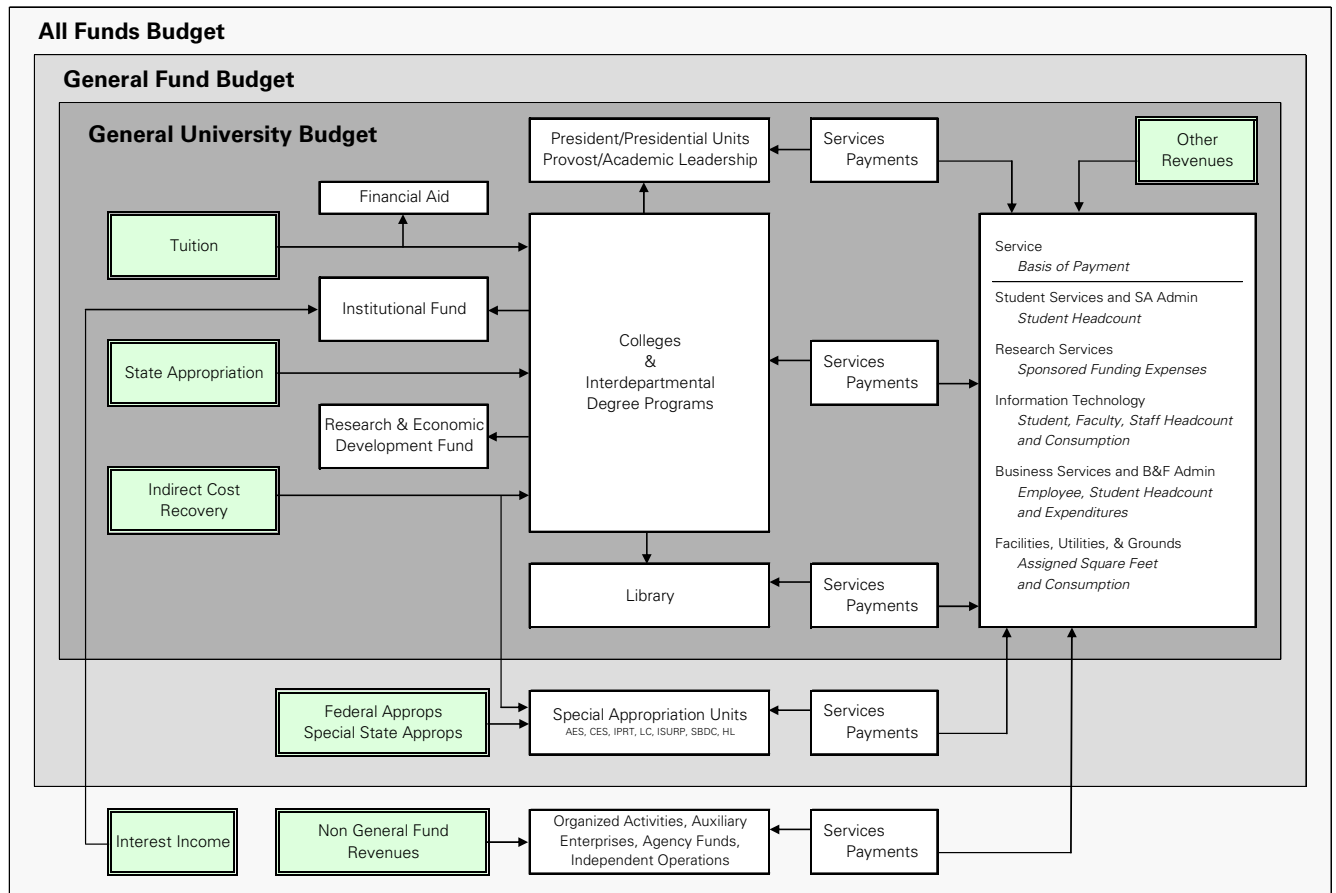 All Funds Budget
General Fund Budget
General University Budget
President/Presidential Units
Provost/Academic Leadership
Services
Payments
Other
Revenues
Financial Aid
Tuition
Institutional Fund
State Appropriation
Research & Economic
Development Fund
Indirect Cost
Recovery
Colleges
&
Interdepartmental
Degree Programs
Services
Payments
Service
Basis of Payment
Student Services and SA Admin
Student Headcount
Research Services
Sponsored Funding Expenses
Information Technology
Student, Faculty, Staff Headcount
and Consumption
Business Services and B&F Admin
Employee, Student Headcount
and Expenditures
Facilities, Utilities, & Grounds
Assigned Square Feet
and Consumption
Library
Services
Payments
Federal Approps
Special State Approps
Special Appropriation Units
AES, CES, IPRT, LC, ISURP, SBDC, HL
Services
Payments
Interest Income
Non General Fund
Revenues
Organized Activities, Auxiliary
Enterprises, Agency Funds,
Independent Operations
Services
Payments